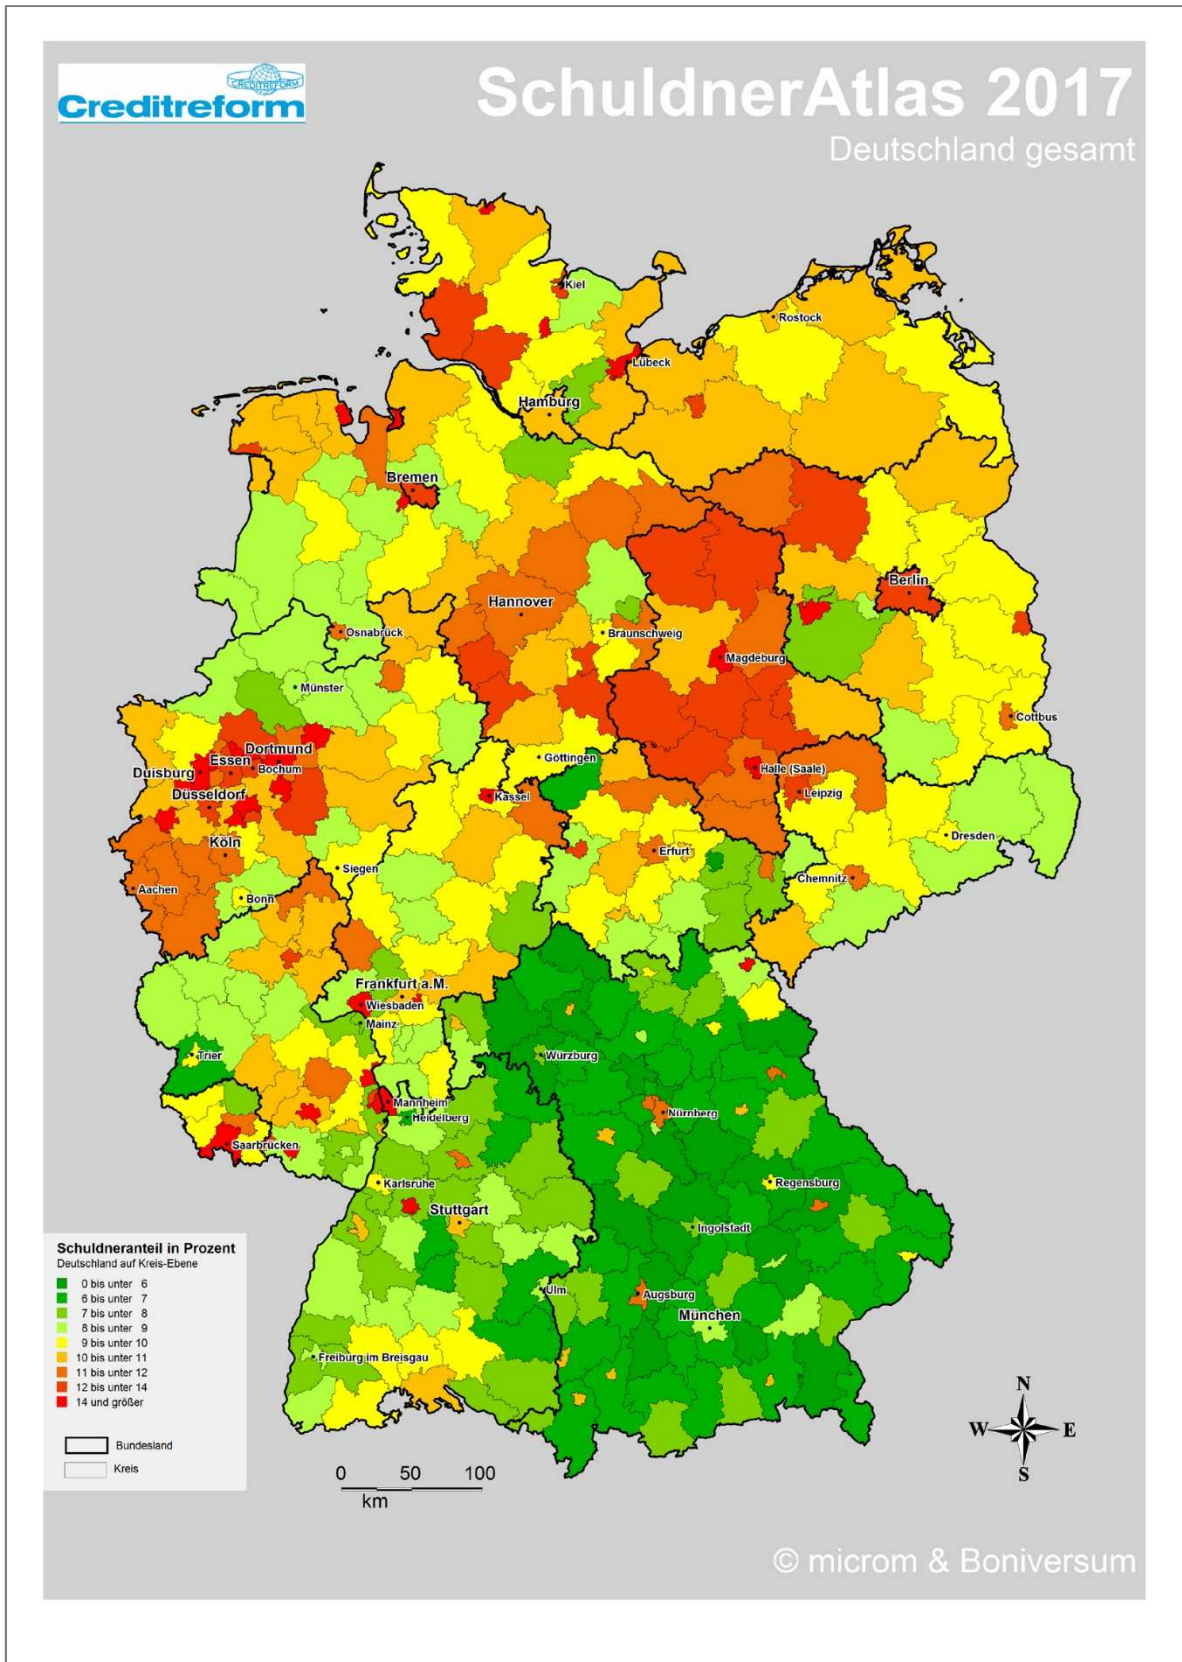 CREDITREFORM
Creditreform
SchuldnerAtlas 2017
Deutschland gesamt
Kiel
Rostock
Lübeck
Hamburg
Bremen
Berlin
Hannover
Osnabrück
Braunschweig
Magdeburg
Münster
Cottbus
Dortmund
Essen
Bochum
Duisburg
Göttingen
Halle (Saale)
Düsseldorf
Kassel
Leipzig
Dresden
Köln
Erfurt
Siegen
Chemnitz
Aachen
Bonn
Frankfurt a.M.
Wiesbaden
Mainz
Trier
Würzburg
Mannheim
Heidelberg
Nürnberg
Saarbrücken
Karlsruhe
Regensburg
Stuttgart
Ingolstadt
Ulm
Augsburg
München
Freiburg im Breisgau
Schuldneranteil in Prozent
Deutschland auf Kreis-Ebene
0 bis unter 6
6 bis unter 7
7 bis unter 8
8 bis unter 9
9 bis unter 10
10 bis unter 11
11 bis unter 12
12 bis unter 14
14 und größer
Bundesland
Kreis
0 50 100
km
N
W E
S
© microm & Boniversum